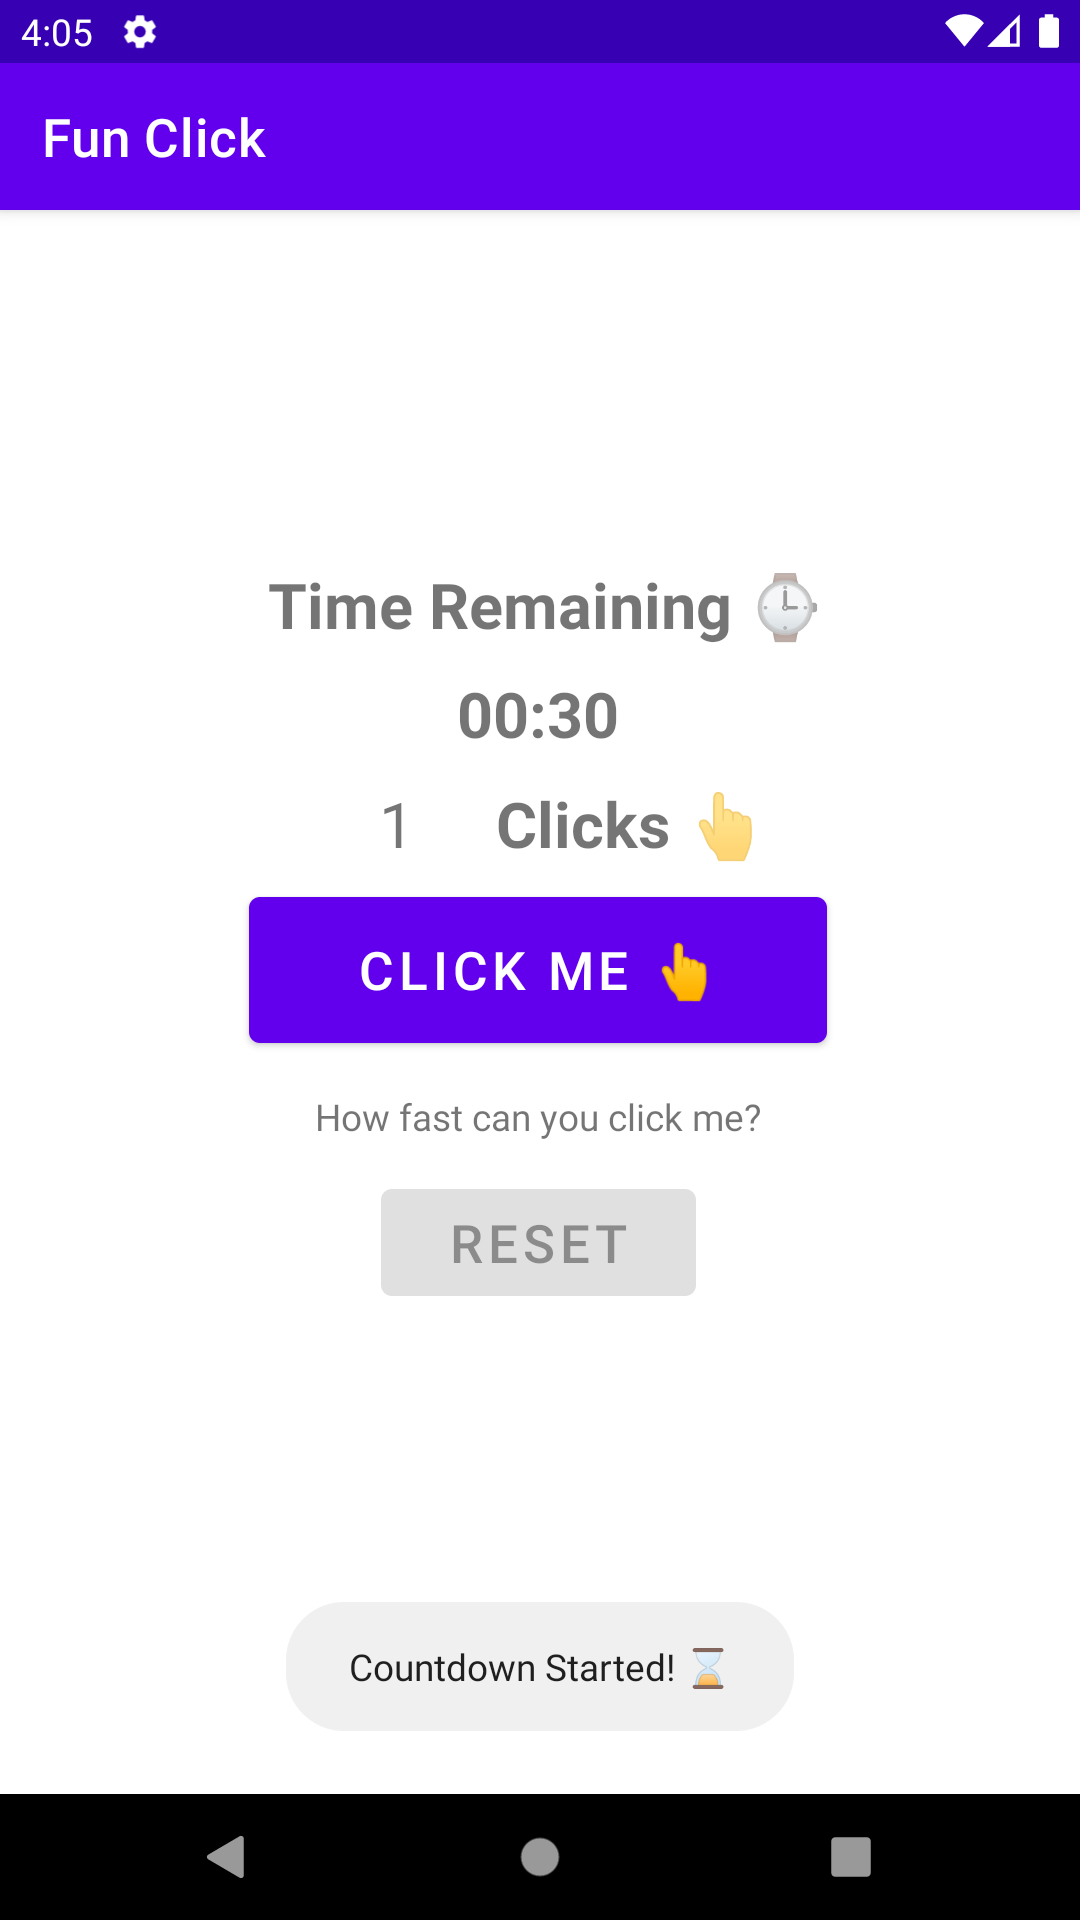 4:05
Fun Click
Time Remaining ⌚
00:30
1 Clicks 👆
CLICK ME 👆
How fast can you click me?
RESET
Countdown Started! ⏳